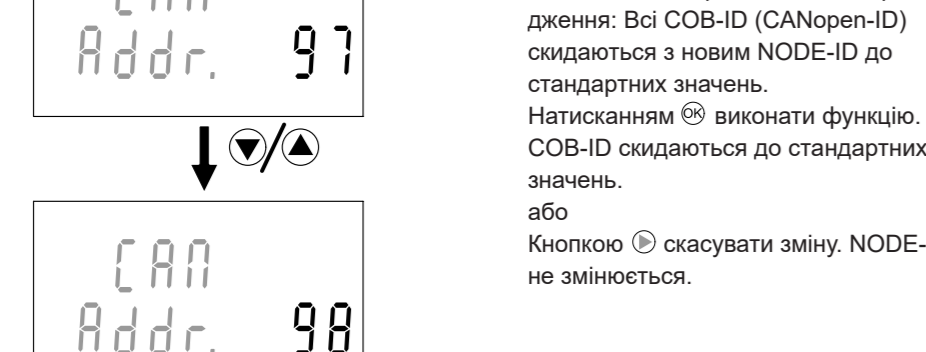 CAN
Addr. 97
CAN
Addr. 98
дження: Всі COB-ID (CANopen-ID)
скидаються з новим NODE-ID до
стандартних значень.
Натисканням OK виконати функцію.
COB-ID скидаються до стандартних
значень.
або
Кнопкою скасувати зміну. NODE-
не змінюється.